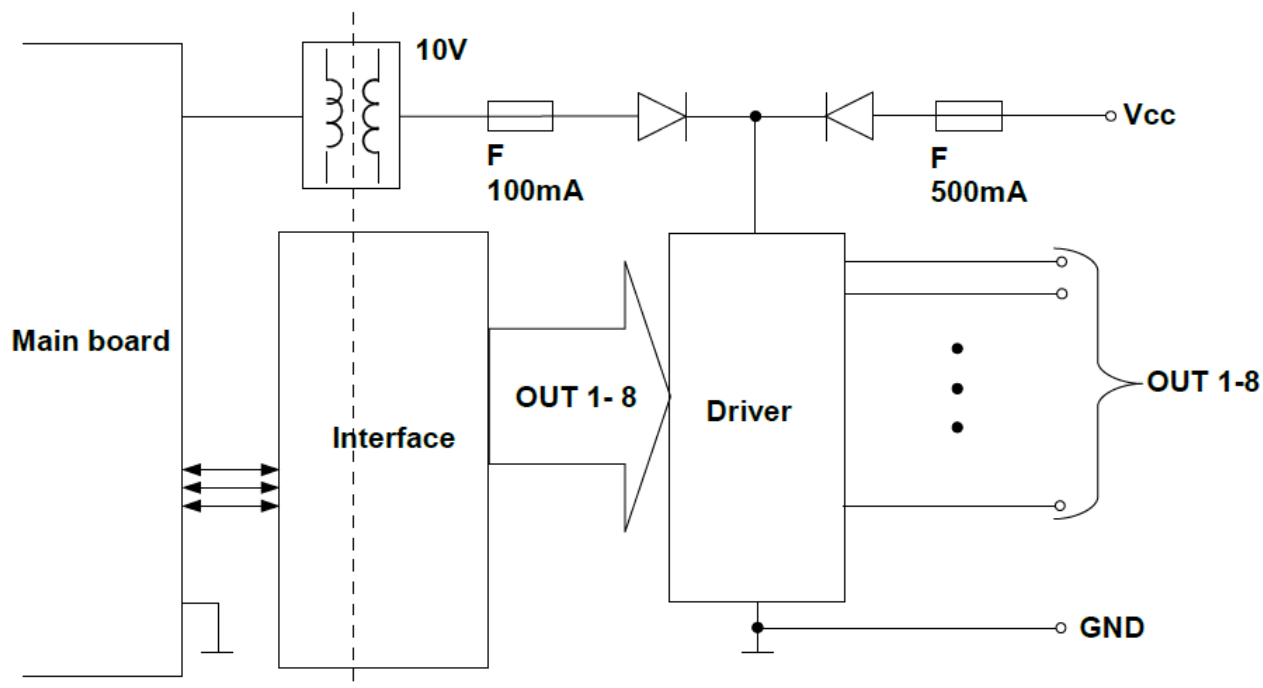 10V
Vcc
F
100mA
F
500mA
Main board
Interface
OUT 1- 8
Driver
OUT 1-8
GND